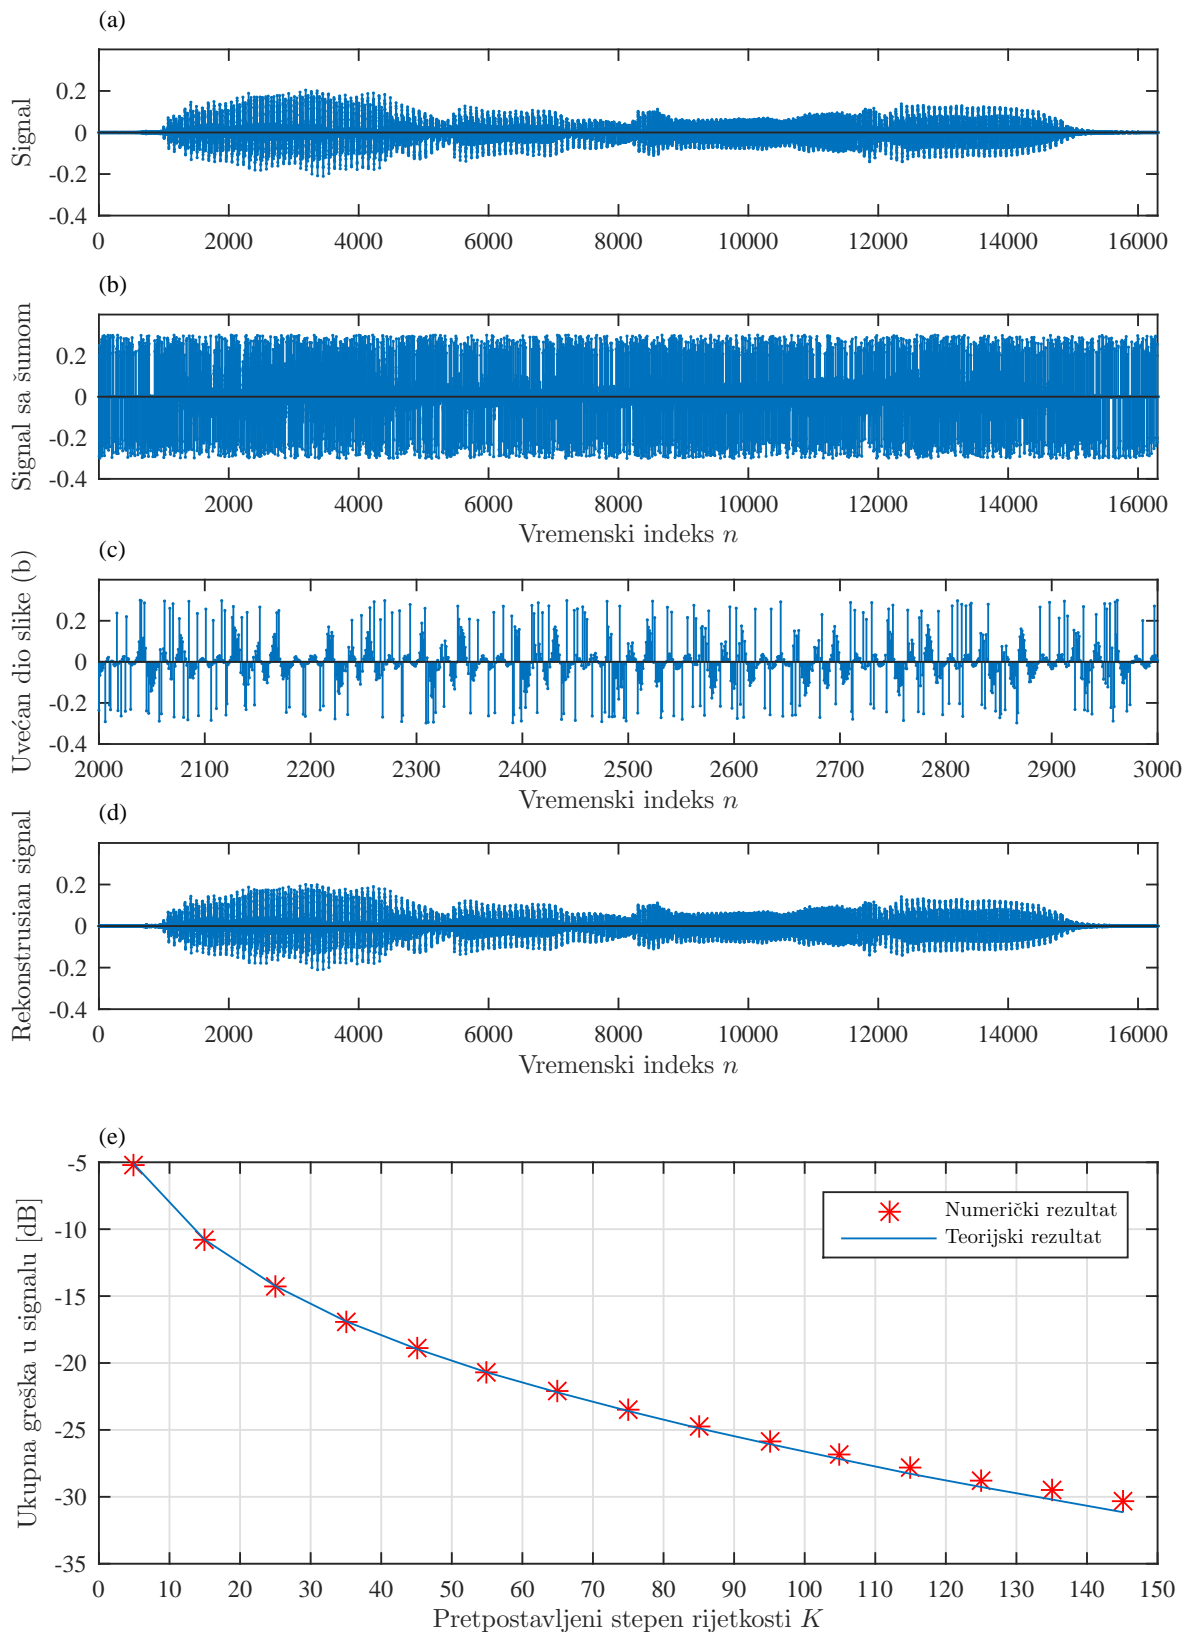 (a)
Signal
0.2
0
-0.2
-0.4
0 2000 4000 6000 8000 10000 12000 14000 16000
(b)
Signal sa šumom
0.2
0
-0.2
-0.4
2000 4000 6000 8000 10000 12000 14000 16000
Vremenski indeks n
(c)
Uvećan dio slike (b)
0.2
0
-0.2
-0.4
2000 2100 2200 2300 2400 2500 2600 2700 2800 2900 3000
Vremenski indeks n
(d)
Rekonstrusian signal
0.2
0
-0.2
-0.4
0 2000 4000 6000 8000 10000 12000 14000 16000
Vremenski indeks n
(e)
Ukupna greška u signalu [dB]
-5
-10
-15
-20
-25
-30
-35
Numerički rezultat
Teorijski rezultat
0 10 20 30 40 50 60 70 80 90 100 110 120 130 140 150
Pretpostavljeni stepen rijetkosti K